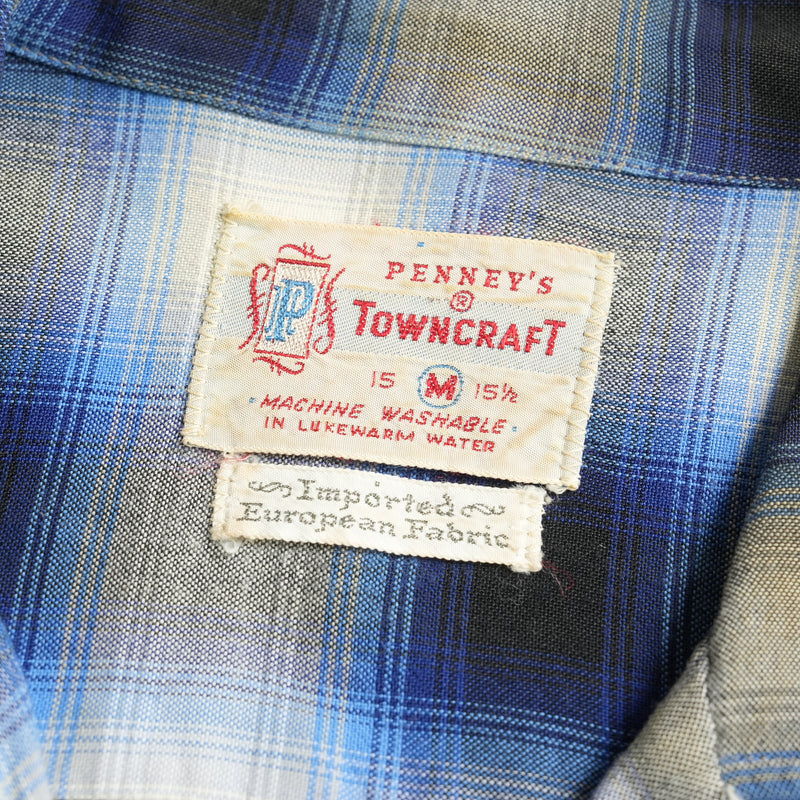 P
PENNEY'S
®
TOWNCRAFT
15 M 15½
MACHINE WASHABLE
IN LUKEWARM WATER
Imported
European Fabric